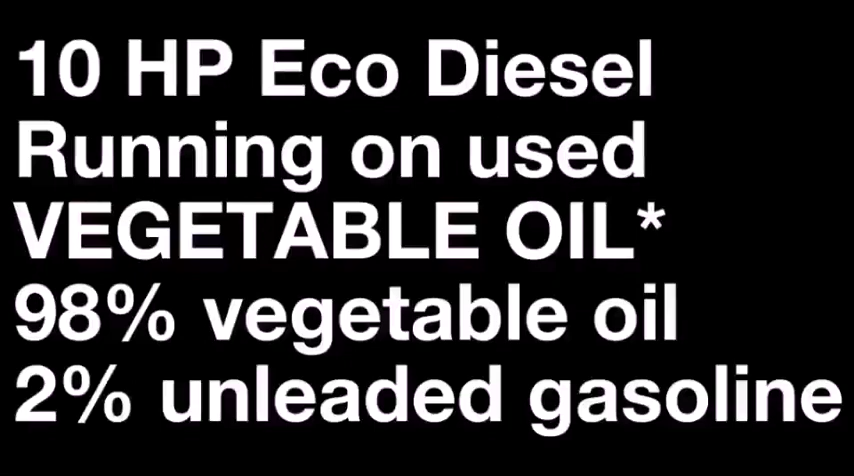 10 HP Eco Diesel
Running on used
VEGETABLE OIL*
98% vegetable oil
2% unleaded gasoline